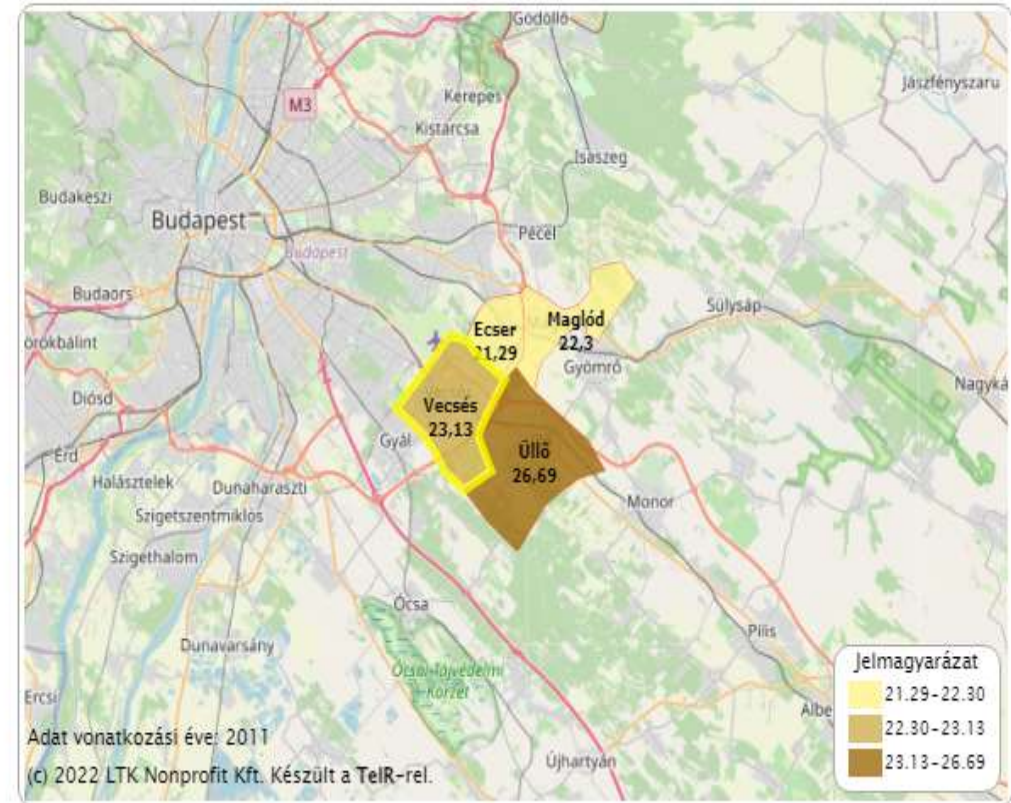 Gödöllő
Jászfényszaru
M3
Kerepes
Kistarcsa
Isaszeg
Budakeszi
Budapest
Pécel
Budapest
Budaörs
Sülysáp
Ecser
21,29
Maglód
22,3
Gyömrő
Nagyká
Diósd
Vecsés
23,13
Gyál
Üllő
26,69
Érd
Halásztelek
Dunaharaszti
Monor
Szigetszentmiklós
Szigethalom
Ócsa
Pilis
Dunavarsány
Ócsai Tájvédelmi
Körzet
Ercsi
Albe
Újhartyán
Jelmagyarázat
21.29-22.30
22.30-23.13
23.13-26.69
Adat vonatkozási éve: 2011
(c) 2022 LTK Nonprofit Kft. Készült a TeIR-rel.